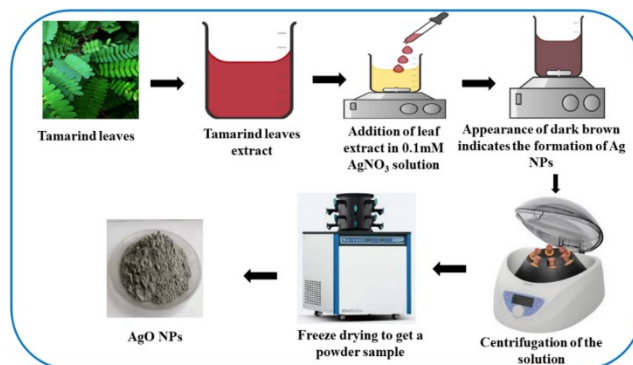 Tamarind leaves
Tamarind leaves
extract
Addition of leaf
extract in 0.1mM
AgNO₃ solution
Appearance of dark brown
indicates the formation of Ag
NPs
AgO NPs
Freeze drying to get a
powder sample
Centrifugation of the
solution